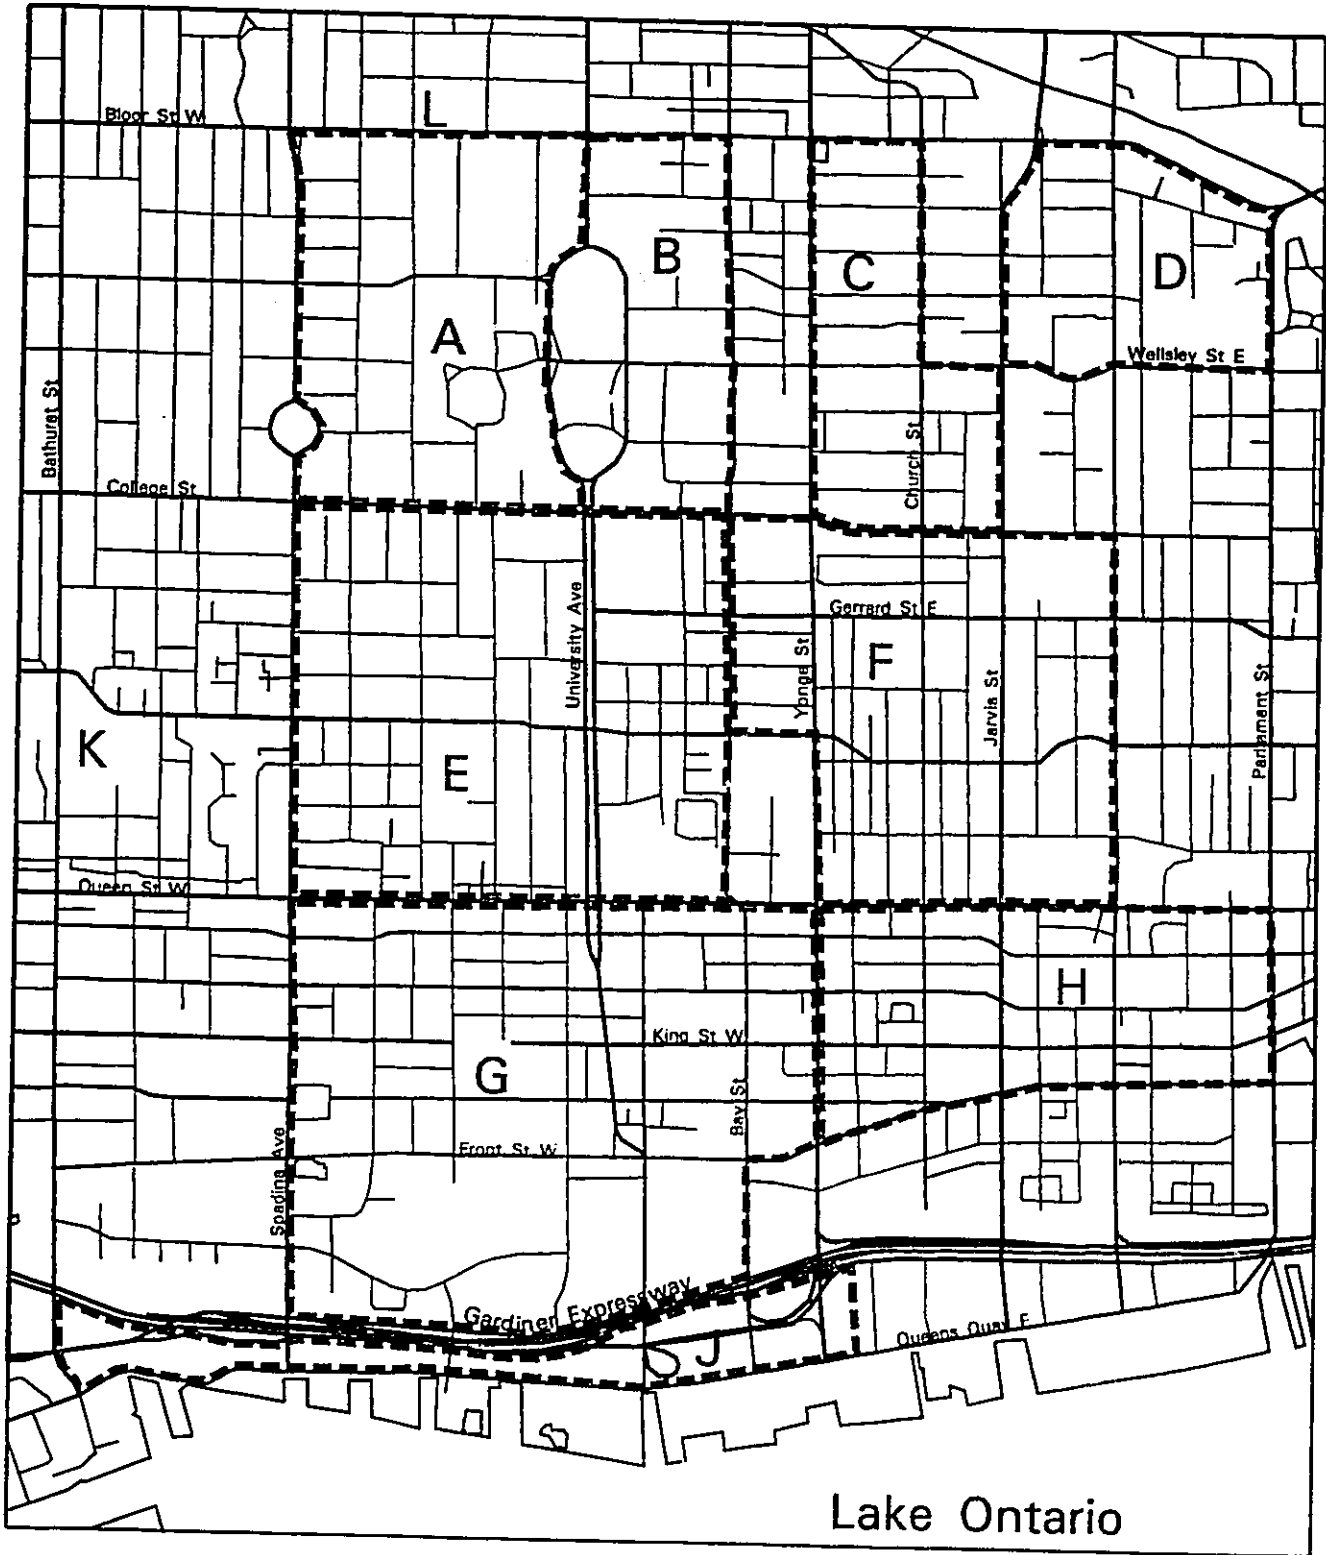 L
Bloor St W
B
C
D
A
Wellsley St E
Bathurst St
Church St
College St
University Ave
Gerrard St E
Yonge St
F
Jarvis St
Parliament St
K
E
Queen St W
H
King St W
G
Bay St
Front St W
Spadina Ave
Gardiner Expressway
J
Queens Quay E
Lake Ontario